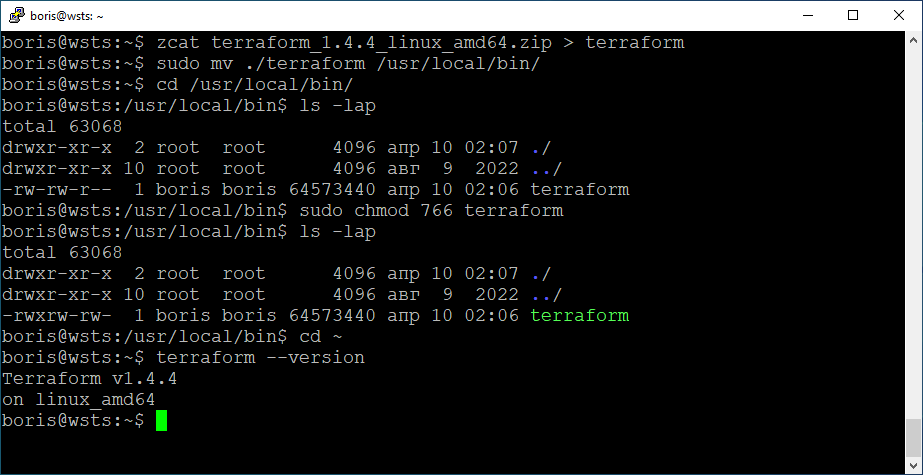 boris@wsts: ~
boris@wsts:~$ zcat terraform_1.4.4_linux_amd64.zip > terraform
boris@wsts:~$ sudo mv ./terraform /usr/local/bin/
boris@wsts:~$ cd /usr/local/bin/
boris@wsts:/usr/local/bin$ ls -lap
total 63068
drwxr-xr-x  2 root  root      4096 апр 10 02:07 ./
drwxr-xr-x 10 root  root      4096 авг  9  2022 ../
-rw-rw-r--  1 boris boris 64573440 апр 10 02:06 terraform
boris@wsts:/usr/local/bin$ sudo chmod 766 terraform
boris@wsts:/usr/local/bin$ ls -lap
total 63068
drwxr-xr-x  2 root  root      4096 апр 10 02:07 ./
drwxr-xr-x 10 root  root      4096 авг  9  2022 ../
-rwxrw-rw-  1 boris boris 64573440 апр 10 02:06 terraform
boris@wsts:/usr/local/bin$ cd ~
boris@wsts:~$ terraform --version
Terraform v1.4.4
on linux_amd64
boris@wsts:~$